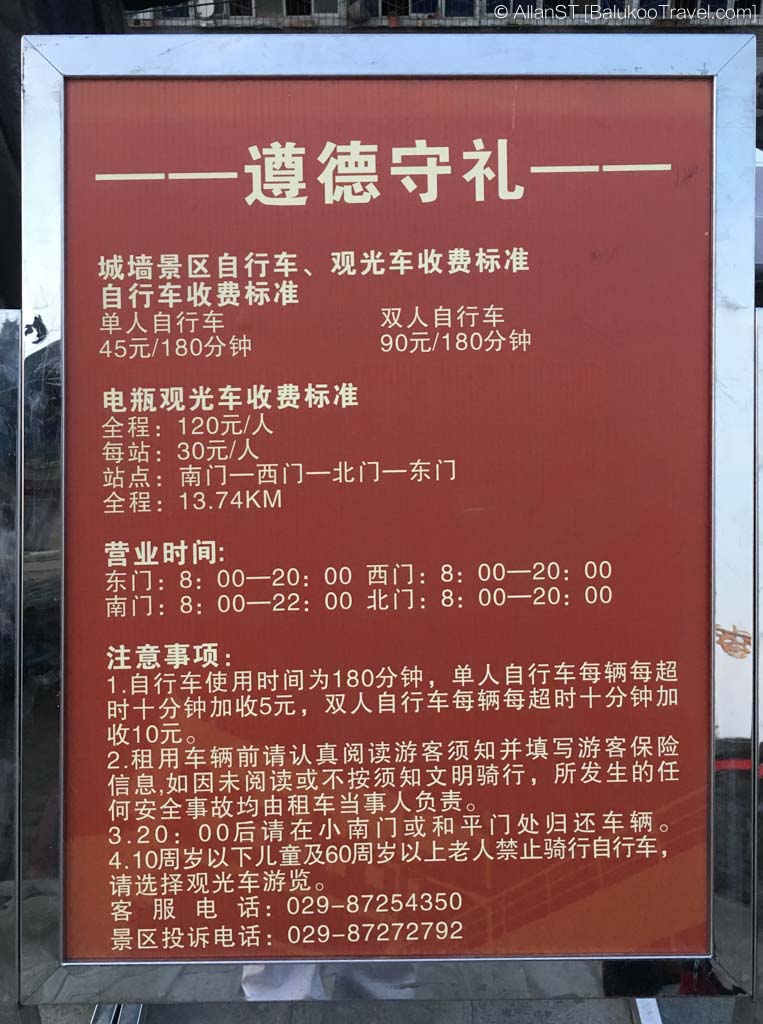 © AllanST [BalukooTravel.com]
——遵德守礼——
城墙景区自行车、观光车收费标准
自行车收费标准
单人自行车 双人自行车
45元/180分钟 90元/180分钟
电瓶观光车收费标准
全程：120元/人
每站：30元/人
站点：南门—西门—北门—东门
全程：13.74KM
营业时间:
东门：8：00—20：00 西门：8：00—20：00
南门：8：00—22：00 北门：8：00—20：00
注意事项：
1.自行车使用时间为180分钟，单人自行车每辆每超
时十分钟加收5元，双人自行车每辆每超时十分钟加
收10元。
2.租用车辆前请认真阅读游客须知并填写游客保险
信息,如因未阅读或不按须知文明骑行，所发生的任
何安全事故均由租车当事人负责。
3.20：00后请在小南门或和平门处归还车辆。
4.10周岁以下儿童及60周岁以上老人禁止骑行自行车，
请选择观光车游览。
客服电话：029-87254350
景区投诉电话：029-87272792